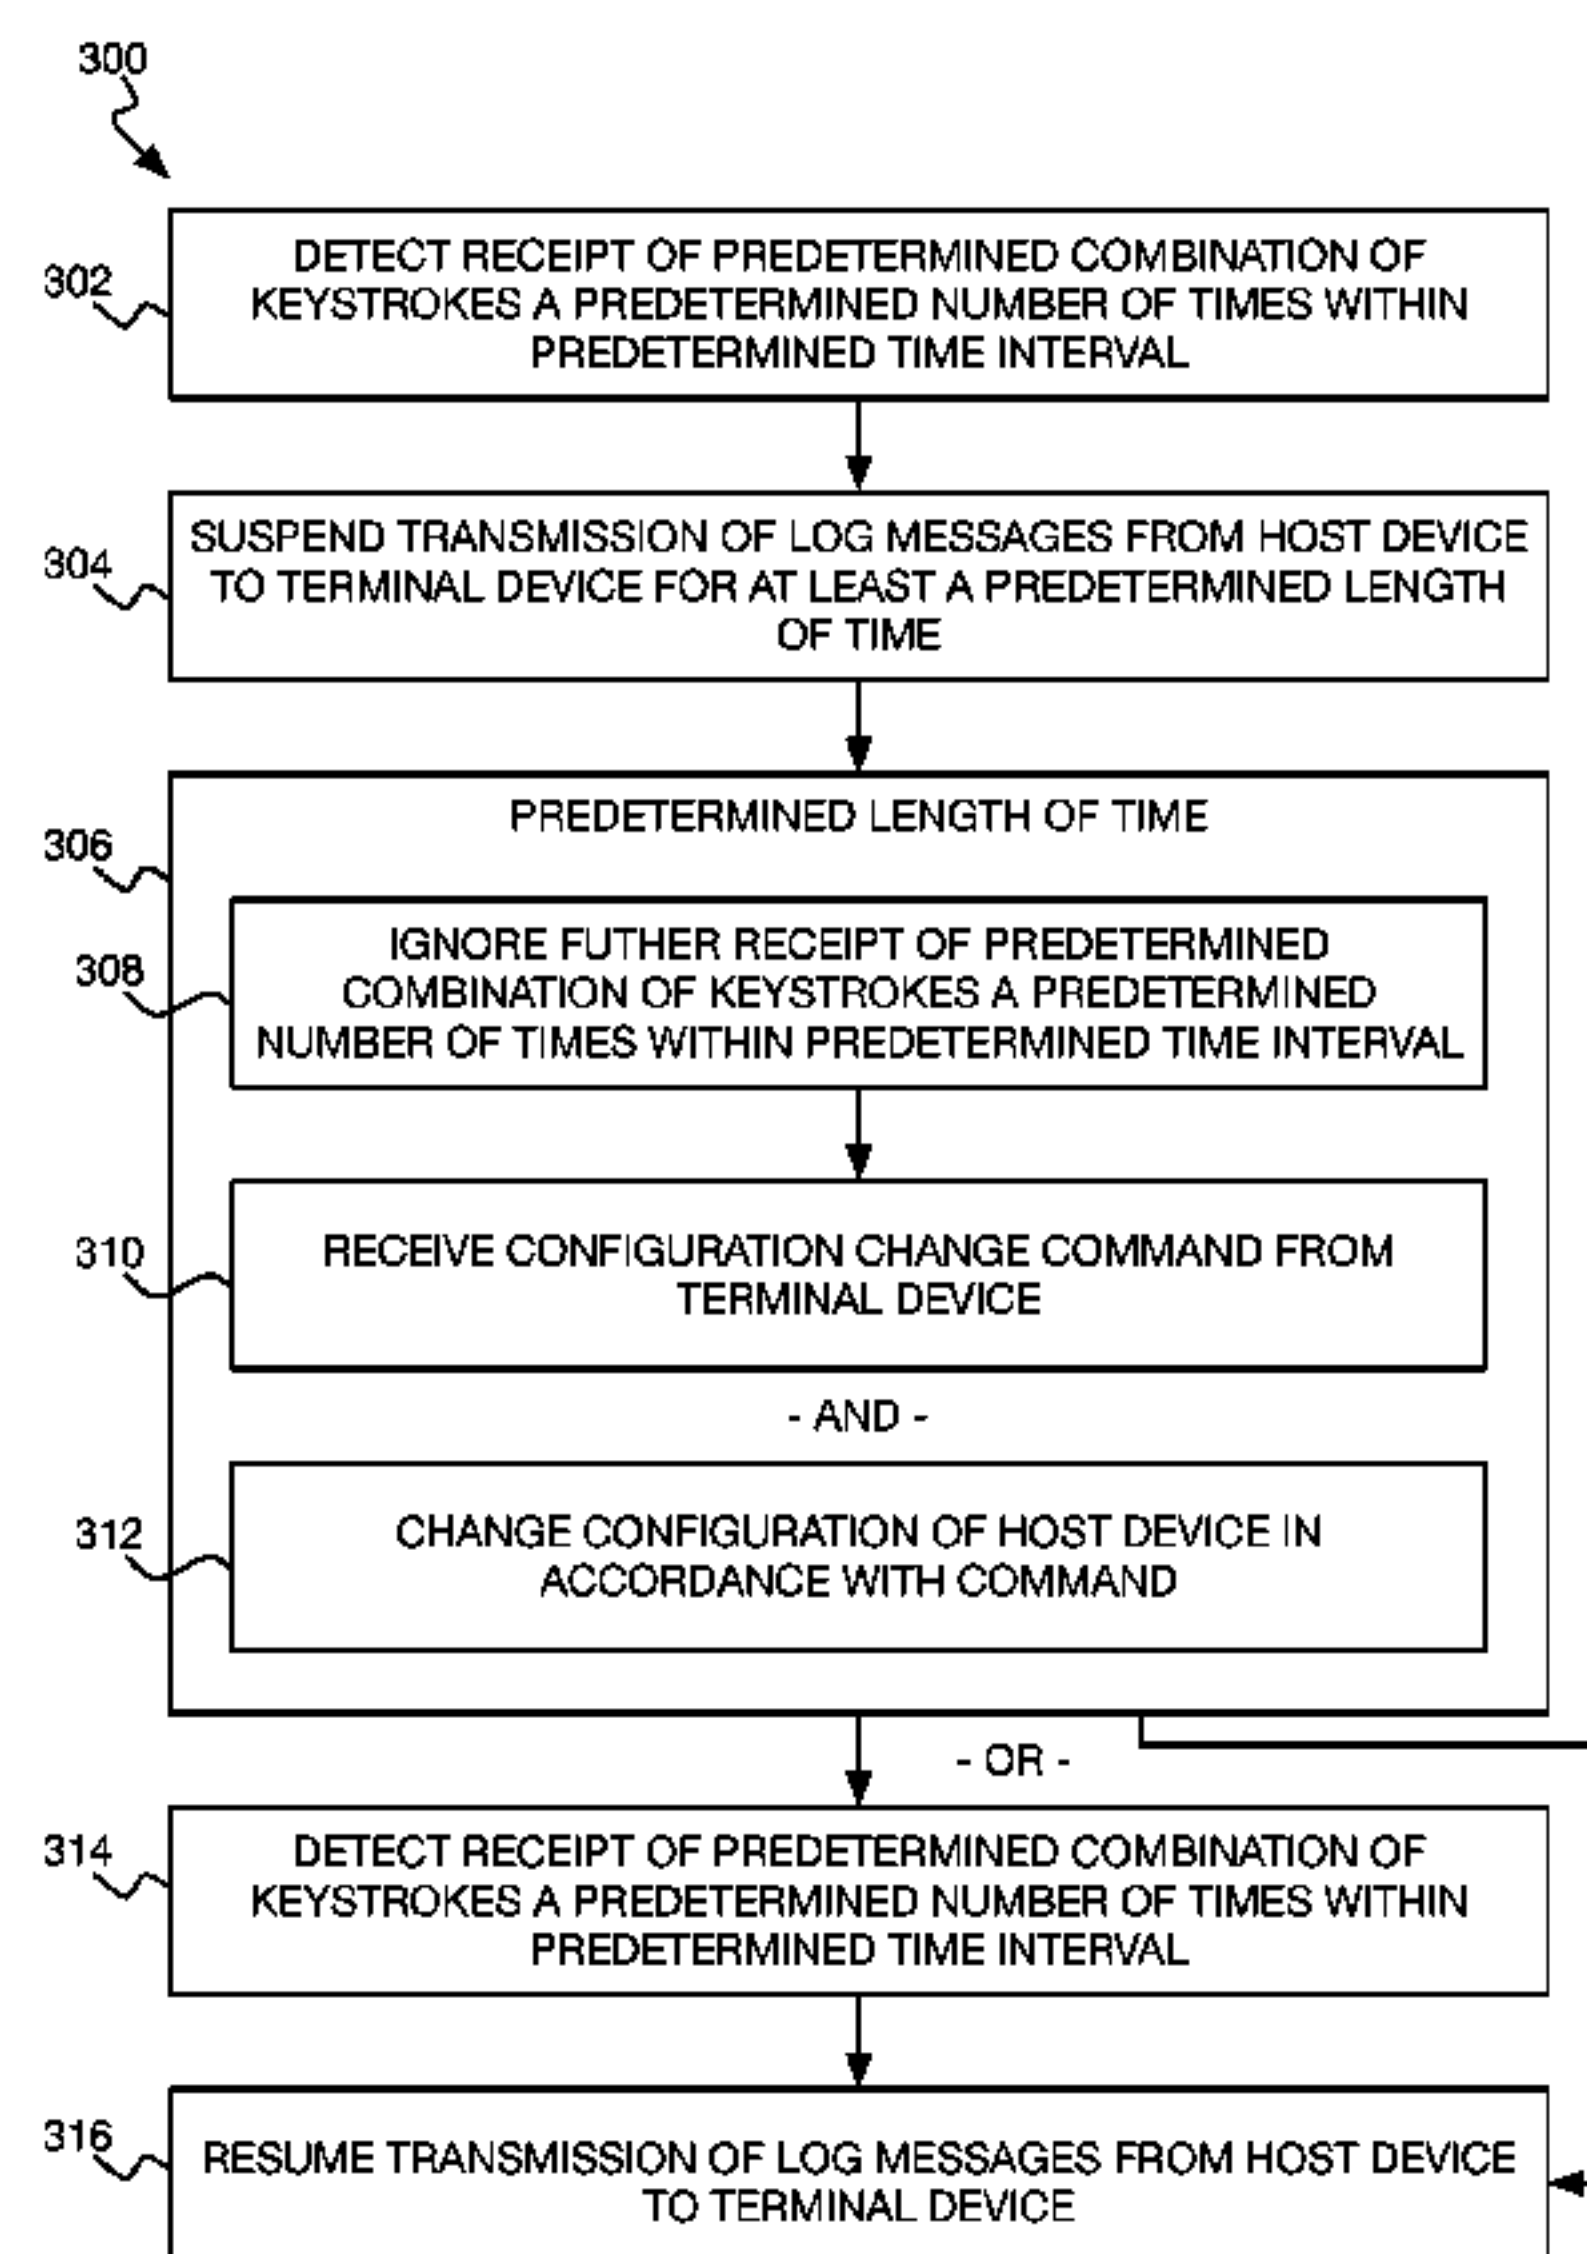 300
302
DETECT RECEIPT OF PREDETERMINED COMBINATION OF
KEYSTROKES A PREDETERMINED NUMBER OF TIMES WITHIN
PREDETERMINED TIME INTERVAL
304
SUSPEND TRANSMISSION OF LOG MESSAGES FROM HOST DEVICE
TO TERMINAL DEVICE FOR AT LEAST A PREDETERMINED LENGTH
OF TIME
306
PREDETERMINED LENGTH OF TIME
308
IGNORE FUTHER RECEIPT OF PREDETERMINED
COMBINATION OF KEYSTROKES A PREDETERMINED
NUMBER OF TIMES WITHIN PREDETERMINED TIME INTERVAL
310
RECEIVE CONFIGURATION CHANGE COMMAND FROM
TERMINAL DEVICE
- AND -
312
CHANGE CONFIGURATION OF HOST DEVICE IN
ACCORDANCE WITH COMMAND
- OR -
314
DETECT RECEIPT OF PREDETERMINED COMBINATION OF
KEYSTROKES A PREDETERMINED NUMBER OF TIMES WITHIN
PREDETERMINED TIME INTERVAL
316
RESUME TRANSMISSION OF LOG MESSAGES FROM HOST DEVICE
TO TERMINAL DEVICE